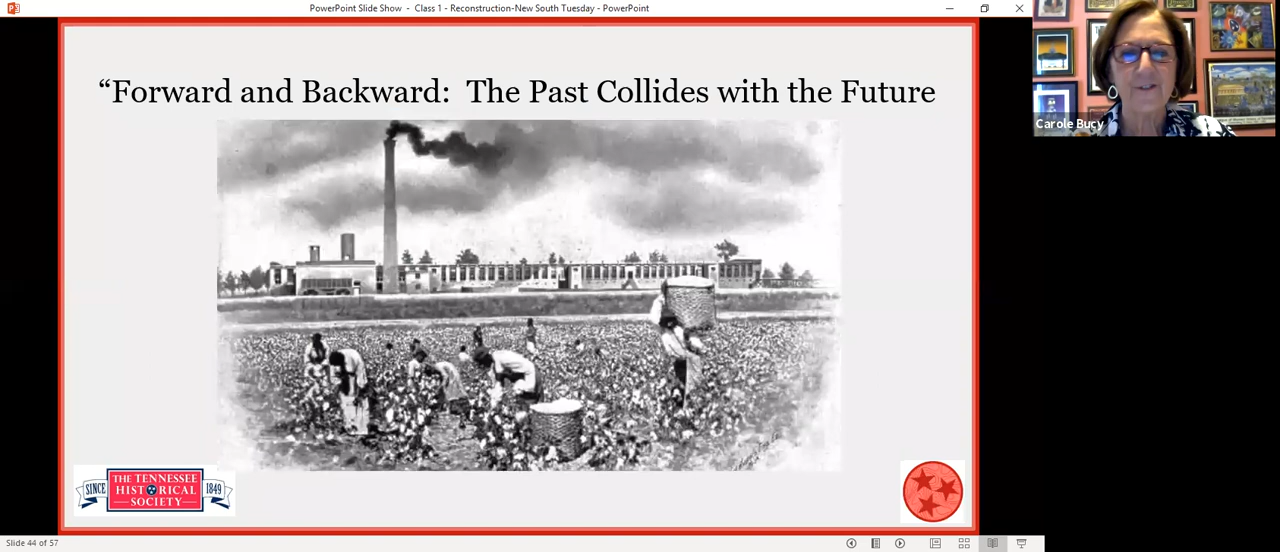 PowerPoint Slide Show - Class 1 - Reconstruction-New South Tuesday - PowerPoint
“Forward and Backward: The Past Collides with the Future
Carole Bucy
SINCE
THE TENNESSEE
HISTORICAL
SOCIETY
1849
Slide 44 of 57